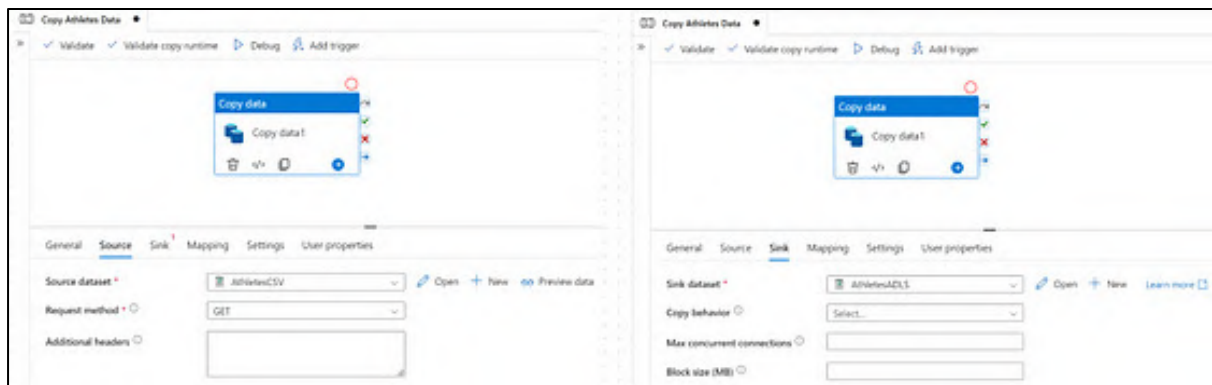 Copy Athletes Data
Validate Validate copy runtime Debug Add trigger
Copy data
Copy data1
General Source Sink 1 Mapping Settings User properties
Source dataset * AthletesCSV Open New Preview data
Request method * GET
Additional headers
Copy Athletes Data
Validate Validate copy runtime Debug Add trigger
Copy data
Copy data1
General Source Sink Mapping Settings User properties
Sink dataset * AthletesADLS Open New Learn more
Copy behavior Select...
Max concurrent connections
Block size (MB)